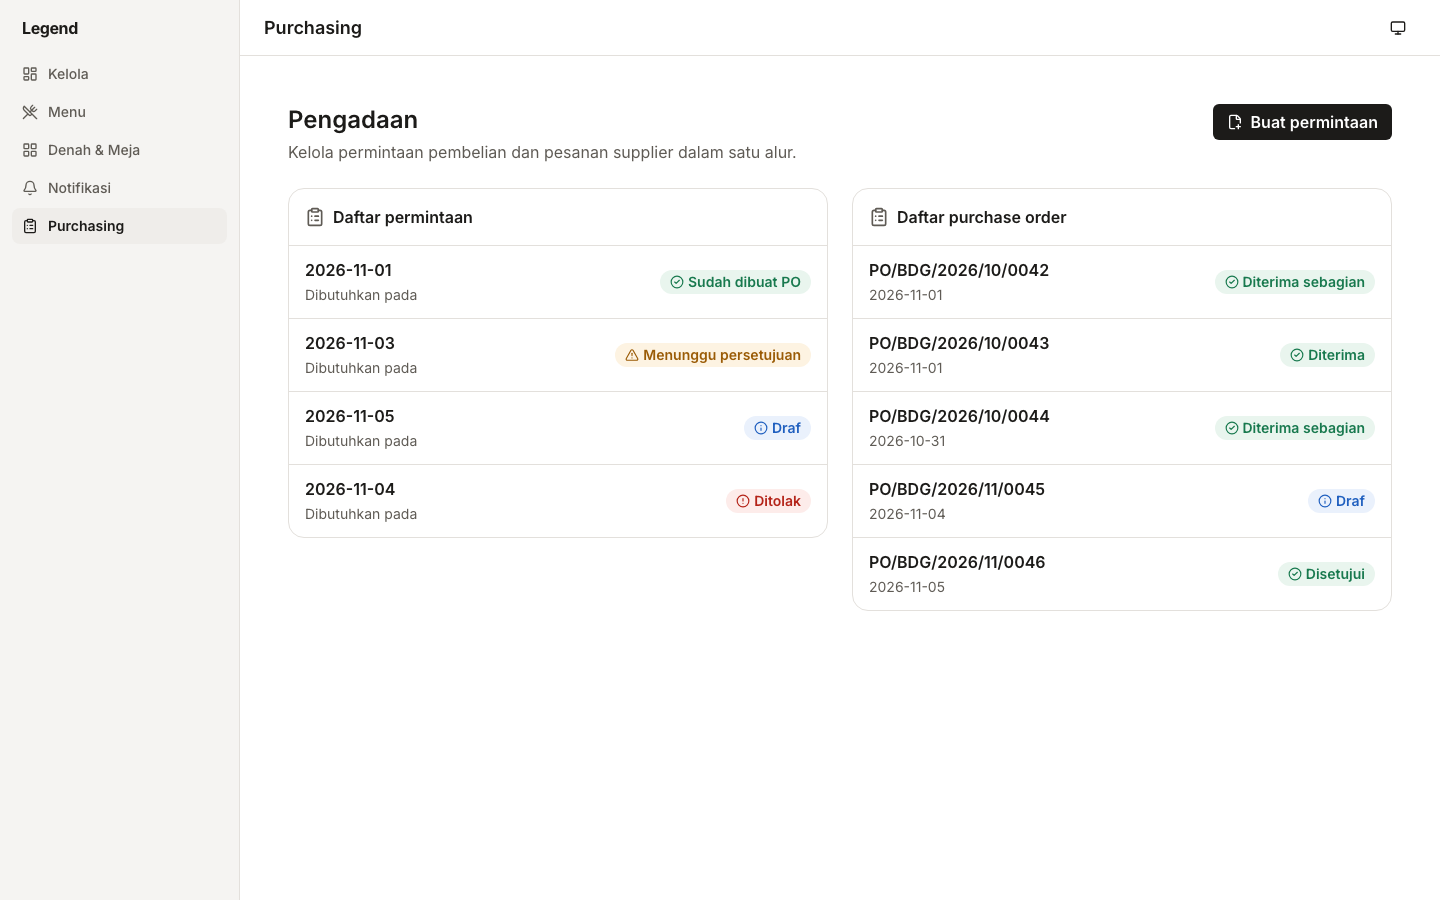 Legend
Kelola
Menu
Denah & Meja
Notifikasi
Purchasing
Purchasing
Pengadaan
Kelola permintaan pembelian dan pesanan supplier dalam satu alur.
Buat permintaan
Daftar permintaan
2026-11-01
Dibutuhkan pada
Sudah dibuat PO
2026-11-03
Dibutuhkan pada
Menunggu persetujuan
2026-11-05
Dibutuhkan pada
Draf
2026-11-04
Dibutuhkan pada
Ditolak
Daftar purchase order
PO/BDG/2026/10/0042
2026-11-01
Diterima sebagian
PO/BDG/2026/10/0043
2026-11-01
Diterima
PO/BDG/2026/10/0044
2026-10-31
Diterima sebagian
PO/BDG/2026/11/0045
2026-11-04
Draf
PO/BDG/2026/11/0046
2026-11-05
Disetujui